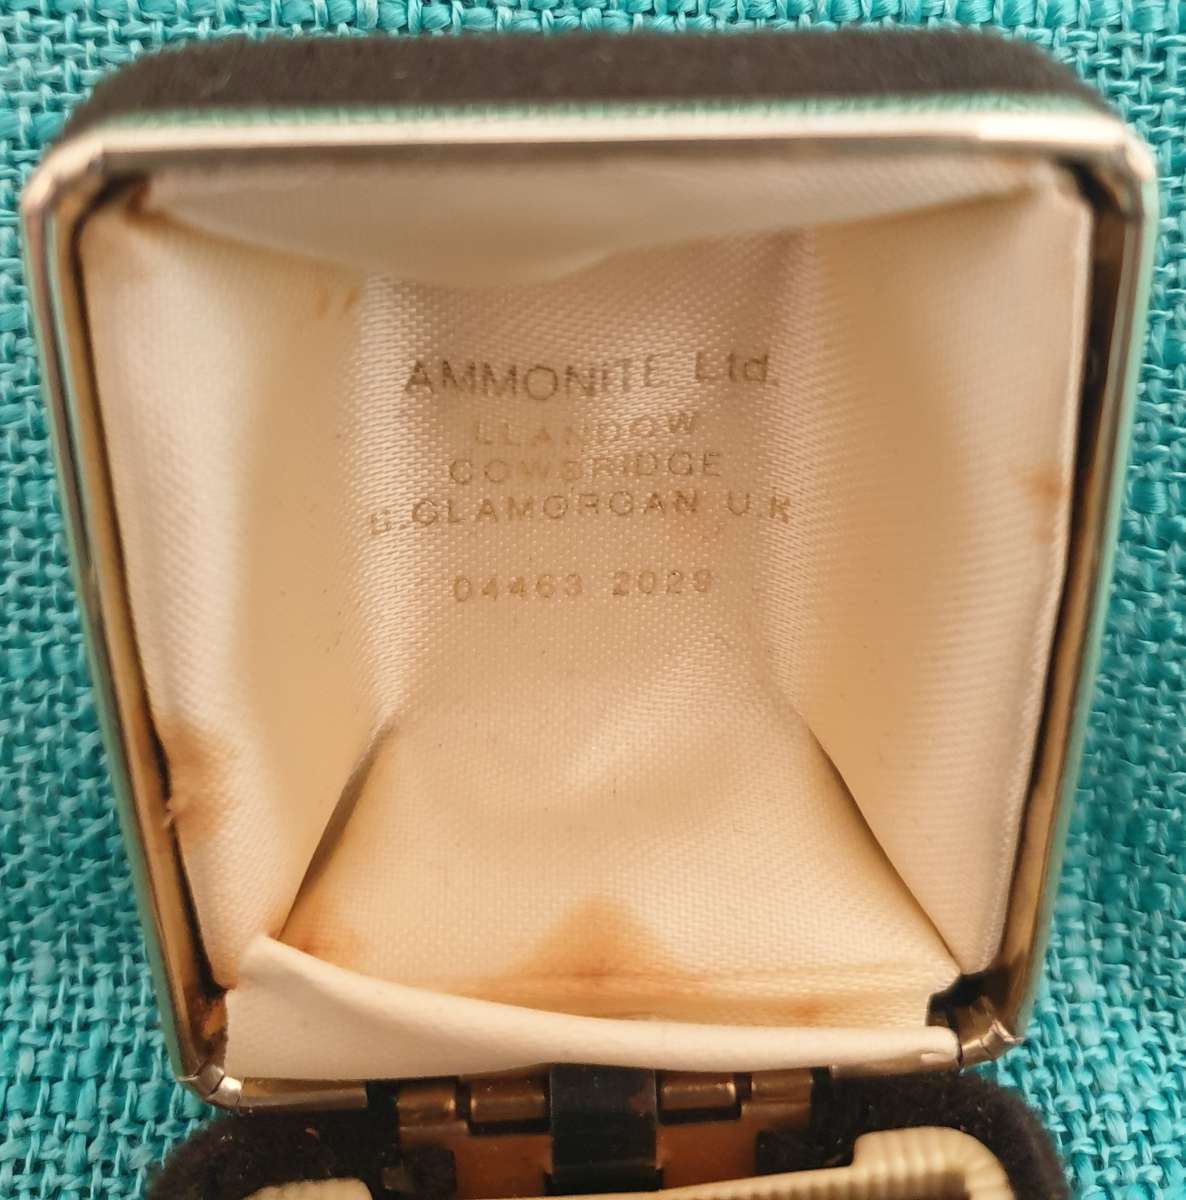 AMMONITE Ltd.
LLANDOW
COWBRIDGE
S. GLAMORGAN U.K
04463 2029